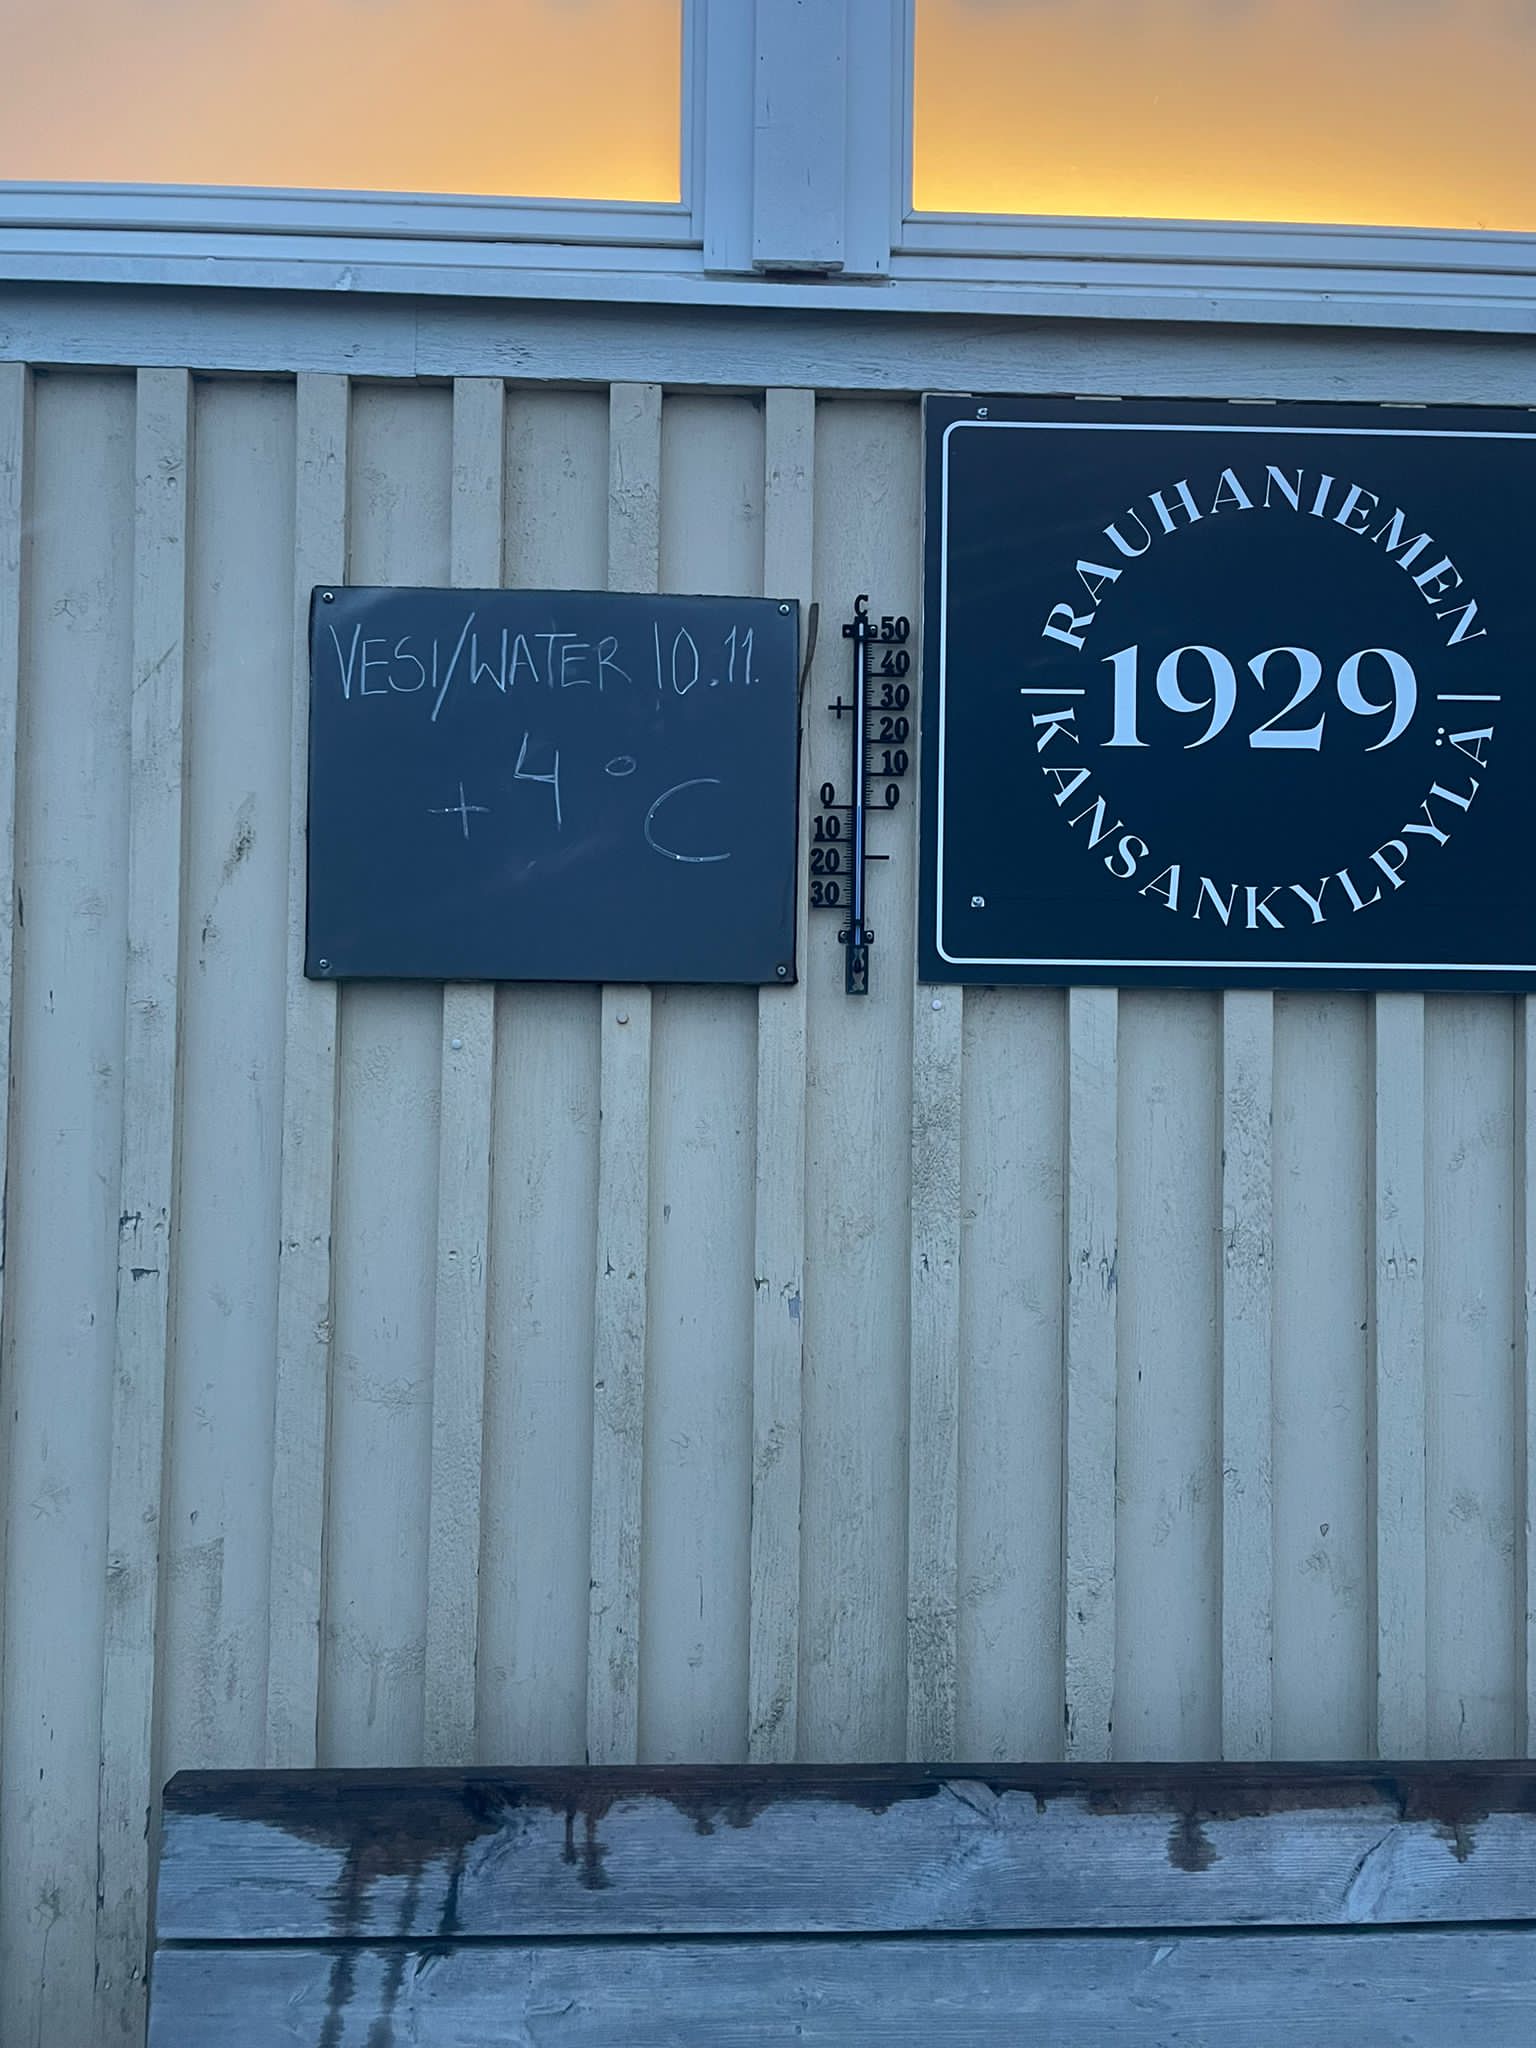 VESI/WATER 10.11.
+4°C
C
50
40
30
+
20
10
0 0
10
20 –
30
RAUHANIEMEN
1929
KANSANKYLPYLÄ